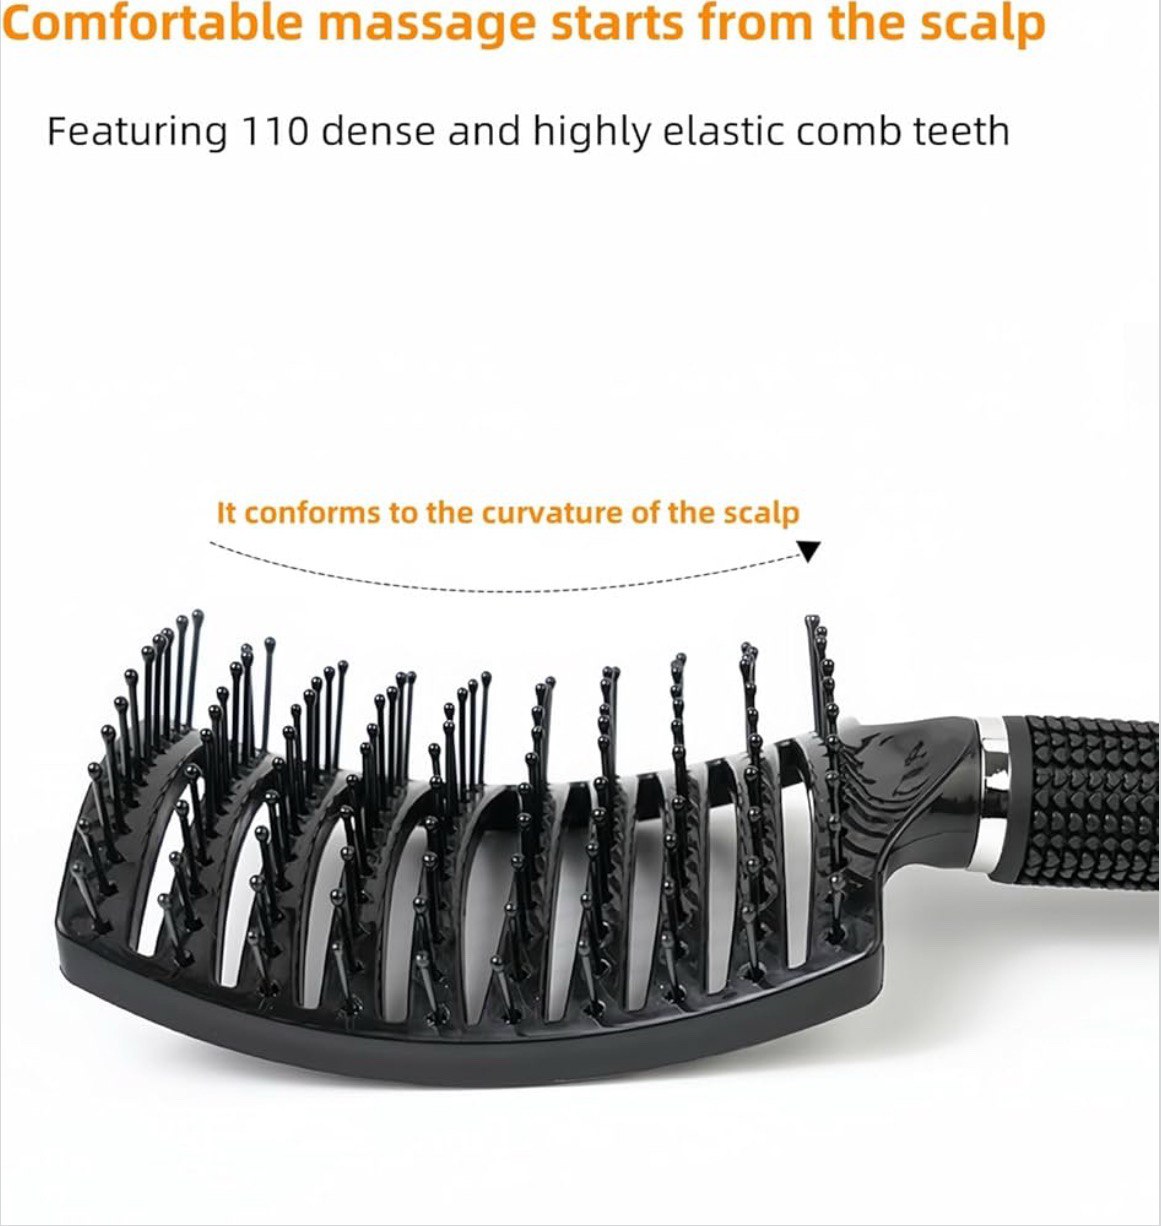 Comfortable massage starts from the scalp
Featuring 110 dense and highly elastic comb teeth
It conforms to the curvature of the scalp